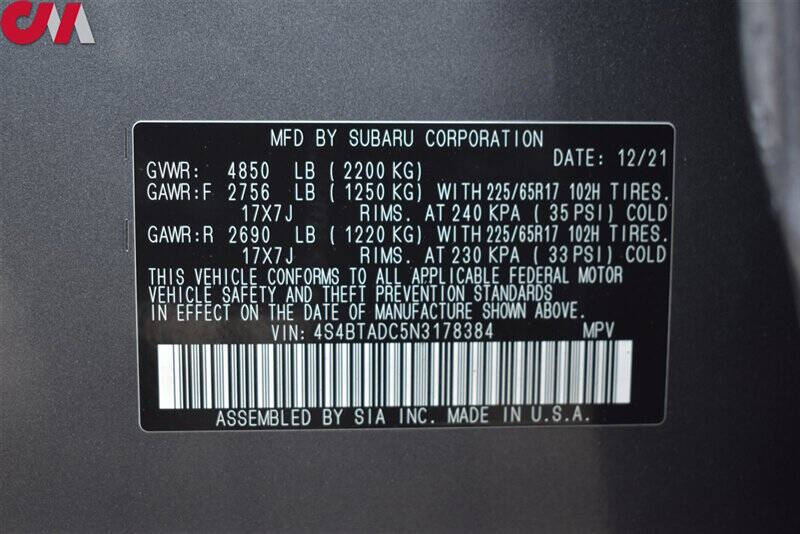 CM
MFD BY SUBARU CORPORATION
DATE: 12/21
GVWR: 4850 LB ( 2200 KG)
GAWR:F 2756 LB ( 1250 KG) WITH 225/65R17 102H TIRES.
17X7J RIMS. AT 240 KPA ( 35 PSI) COLD
GAWR:R 2690 LB ( 1220 KG) WITH 225/65R17 102H TIRES.
17X7J RIMS. AT 230 KPA ( 33 PSI) COLD
THIS VEHICLE CONFORMS TO ALL APPLICABLE FEDERAL MOTOR
VEHICLE SAFETY AND THEFT PREVENTION STANDARDS
IN EFFECT ON THE DATE OF MANUFACTURE SHOWN ABOVE.
VIN: 4S4BTADC5N3178384 MPV
ASSEMBLED BY SIA INC. MADE IN U.S.A.